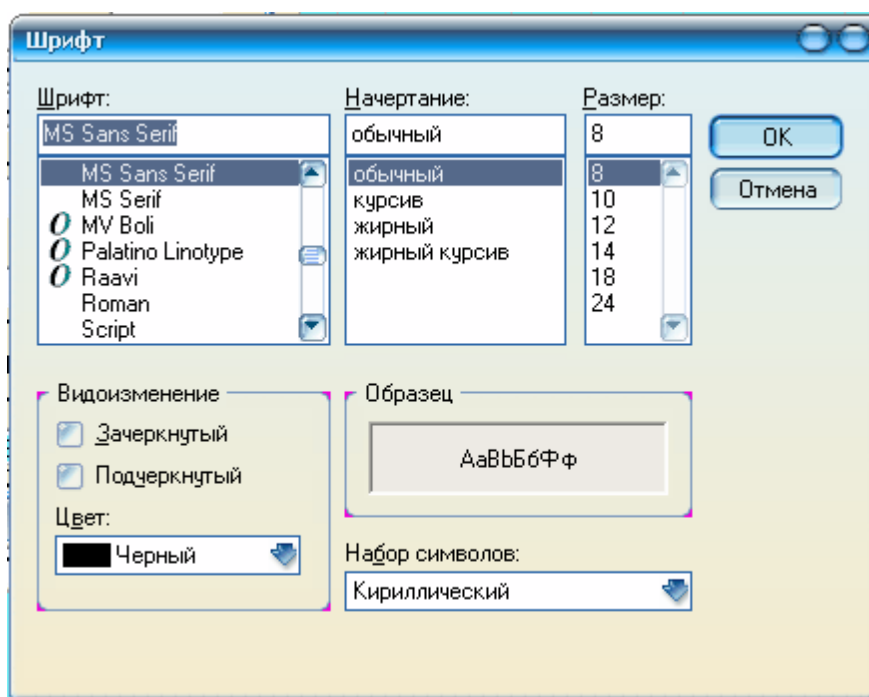 Шрифт
Шрифт:
Начертание:
Размер:
MS Sans Serif
обычный
8
OK
MS Sans Serif
обычный
8
Отмена
MS Serif
курсив
10
MV Boli
жирный
12
Palatino Linotype
жирный курсив
14
Raavi
18
Roman
24
Script
Видоизменение
Образец
Зачеркнутый
АаВЬБбФф
Подчеркнутый
Цвет:
Черный
Набор символов:
Кириллический